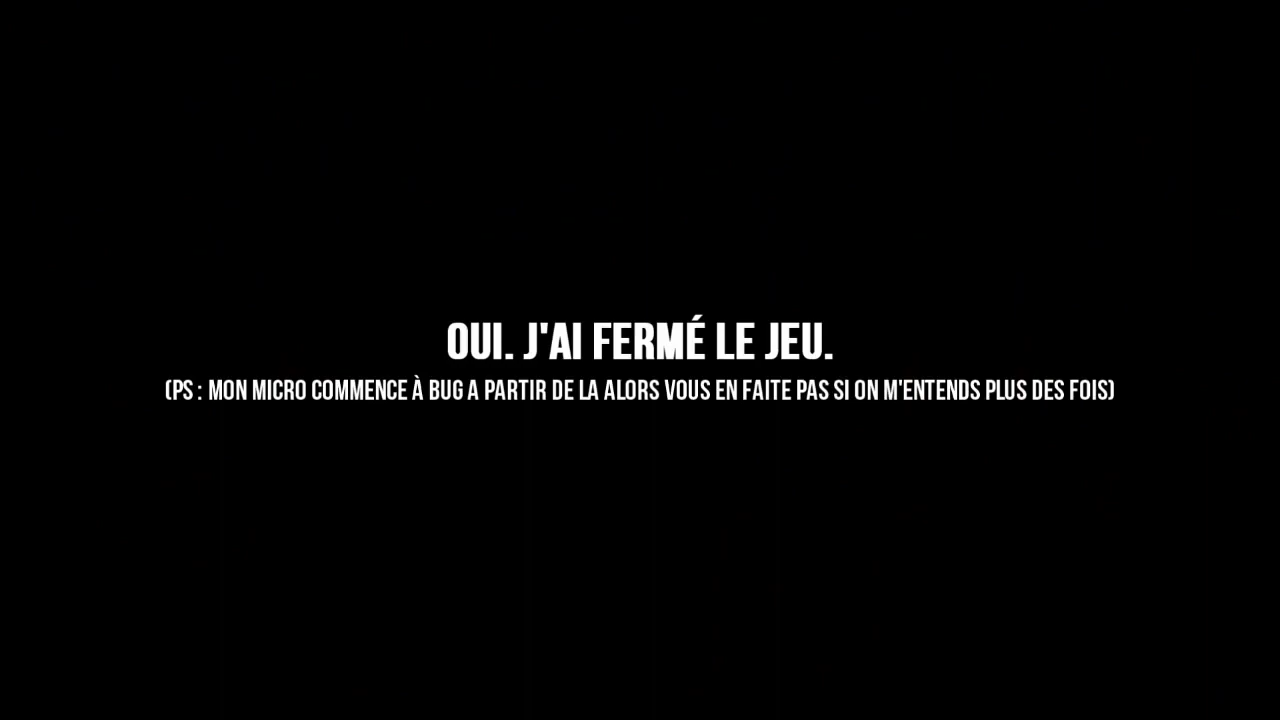 OUI. J'AI FERMÉ LE JEU.
(PS : MON MICRO COMMENCE À BUG A PARTIR DE LA ALORS VOUS EN FAITE PAS SI ON M'ENTENDS PLUS DES FOIS)